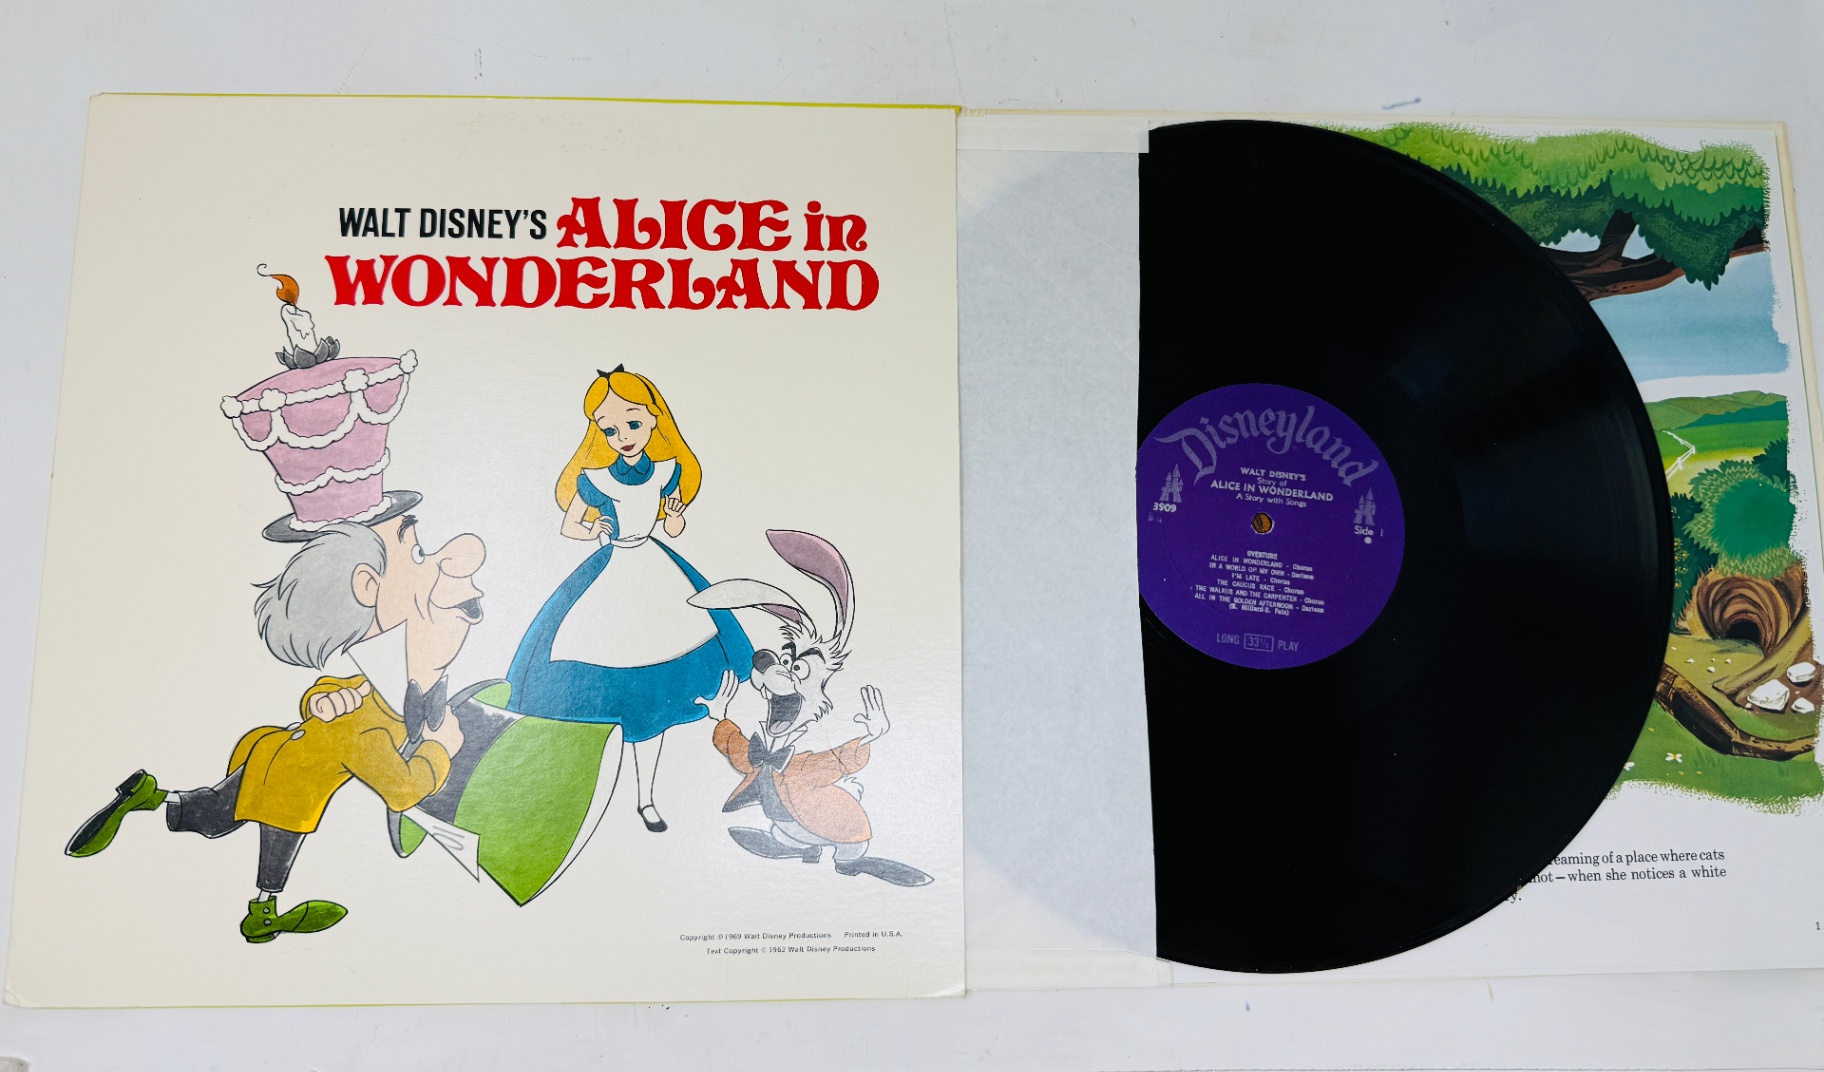 WALT DISNEY'S ALICE in
WONDERLAND
Copyright © 1969 Walt Disney Productions Printed in U.S.A.
Text Copyright © 1962 Walt Disney Productions
Disneyland
WALT DISNEY'S
Story of
ALICE IN WONDERLAND
A Story with Songs
3909
Side 1
OVERTURE
ALICE IN WONDERLAND - Chorus
IN A WORLD OF MY OWN - Darlene
I'M LATE - Chorus
THE CAUCUS RACE - Chorus
THE WALRUS AND THE CARPENTER - Chorus
ALL IN THE GOLDEN AFTERNOON - Darlene
(B. Hilliard-S. Fain)
LONG 33⅓ PLAY
eaming of a place where cats
not—when she notices a white
y.
1